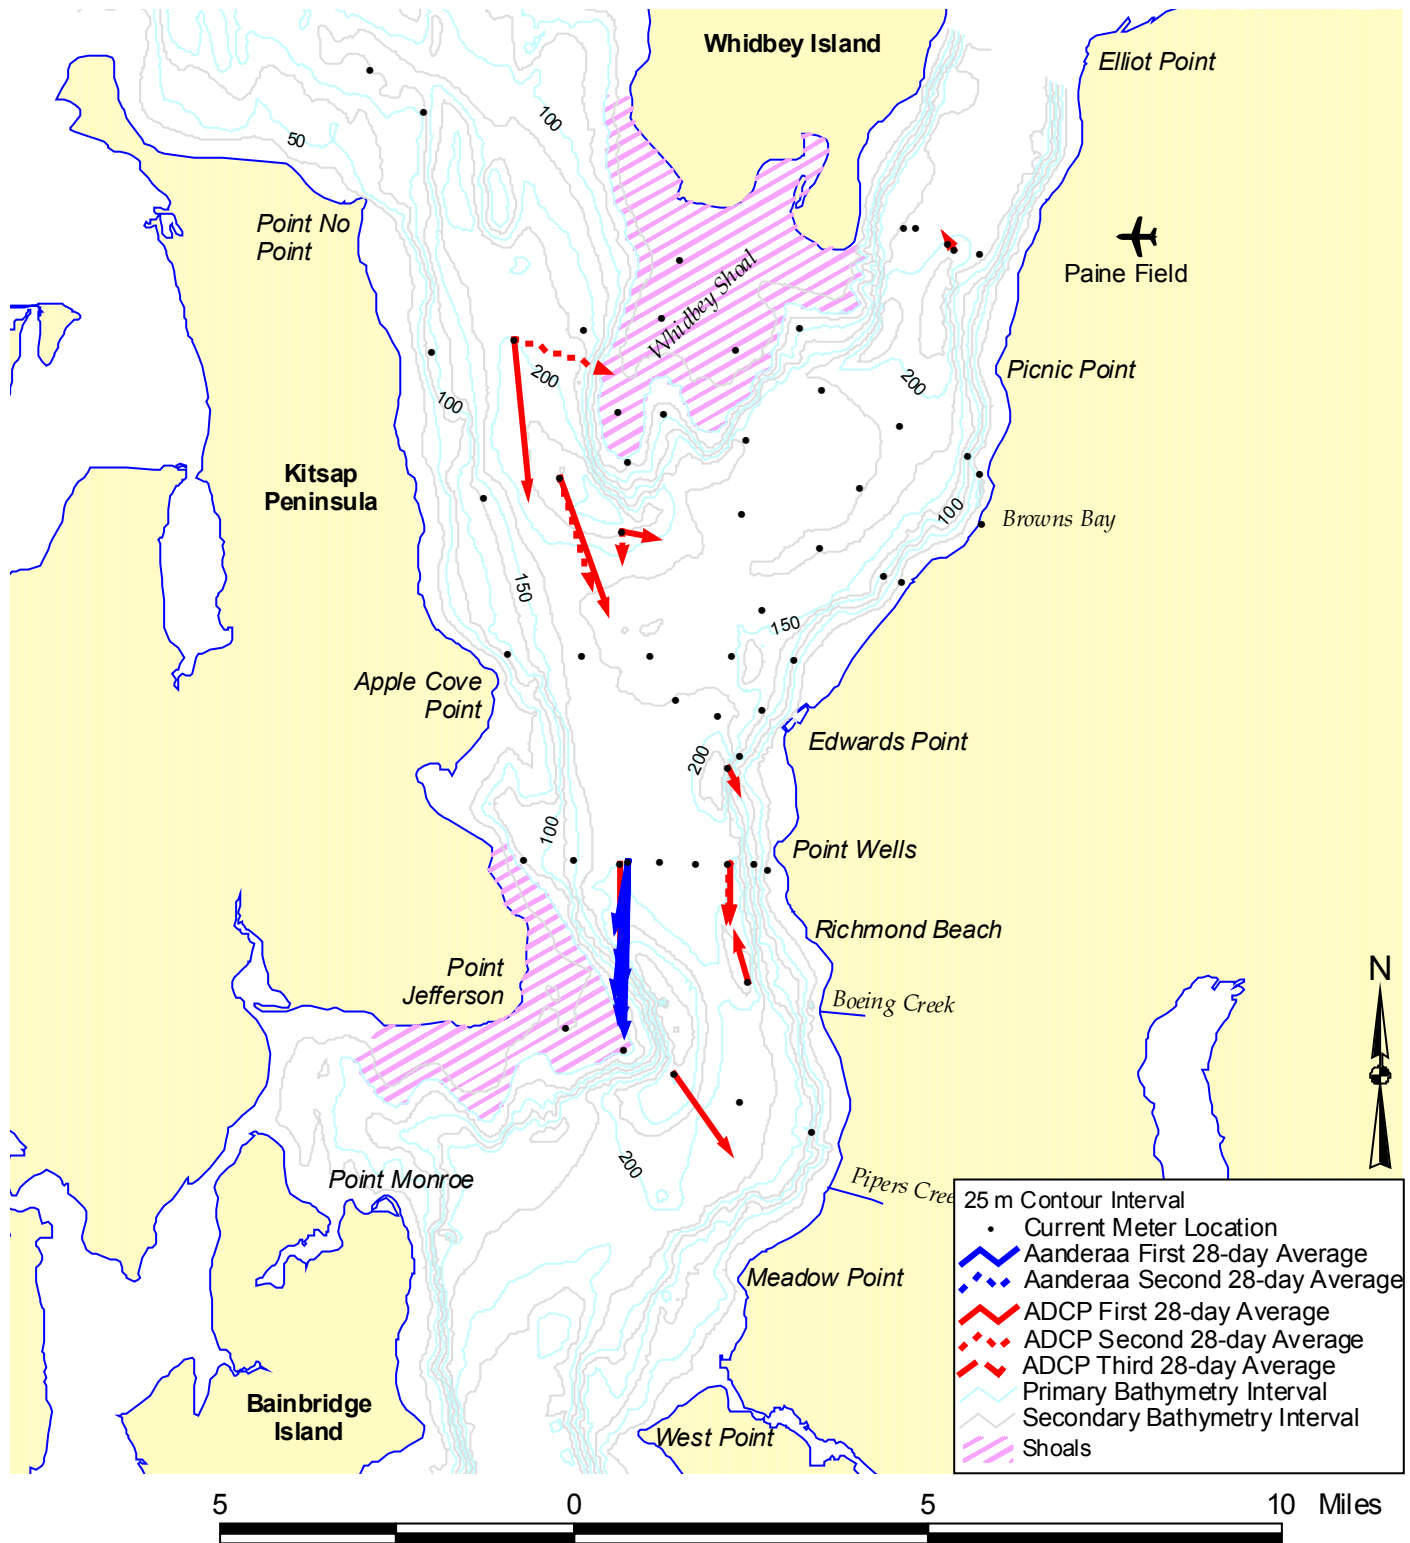 Whidbey Island
Elliot Point
100
50
Point No
Point
Paine Field
Whidbey Shoal
Picnic Point
200
200
100
Kitsap
Peninsula
100
Browns Bay
150
150
Apple Cove
Point
Edwards Point
200
100
Point Wells
Richmond Beach
Point
Jefferson
N
Boeing Creek
200
Point Monroe
Pipers Cree
25 m Contour Interval
Current Meter Location
Aanderaa First 28-day Average
Aanderaa Second 28-day Average
ADCP First 28-day Average
ADCP Second 28-day Average
ADCP Third 28-day Average
Primary Bathymetry Interval
Secondary Bathymetry Interval
Shoals
Meadow Point
Bainbridge
Island
West Point
5 0 5 10 Miles